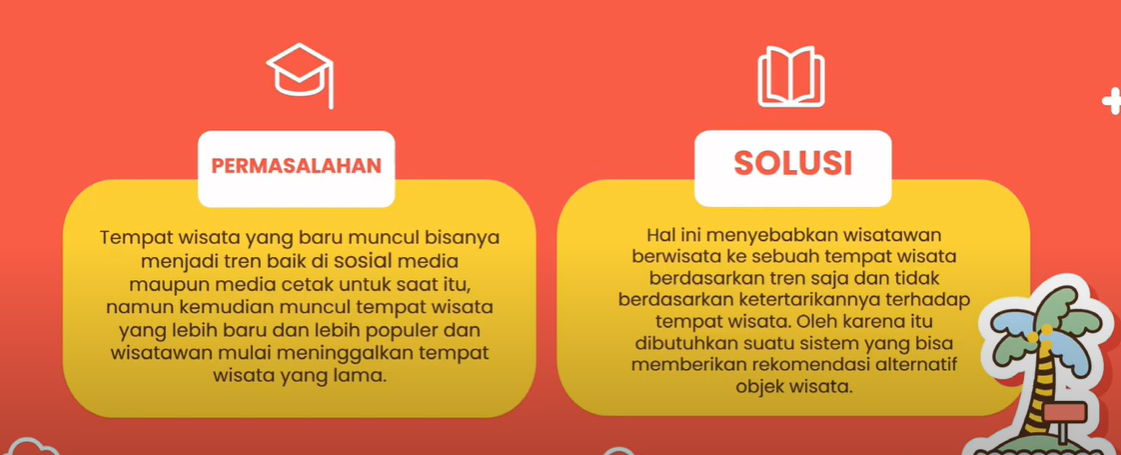 PERMASALAHAN
Tempat wisata yang baru muncul bisanya
menjadi tren baik di sosial media
maupun media cetak untuk saat itu,
namun kemudian muncul tempat wisata
yang lebih baru dan lebih populer dan
wisatawan mulai meninggalkan tempat
wisata yang lama.
SOLUSI
Hal ini menyebabkan wisatawan
berwisata ke sebuah tempat wisata
berdasarkan tren saja dan tidak
berdasarkan ketertarikannya terhadap
tempat wisata. Oleh karena itu
dibutuhkan suatu sistem yang bisa
memberikan rekomendasi alternatif
objek wisata.